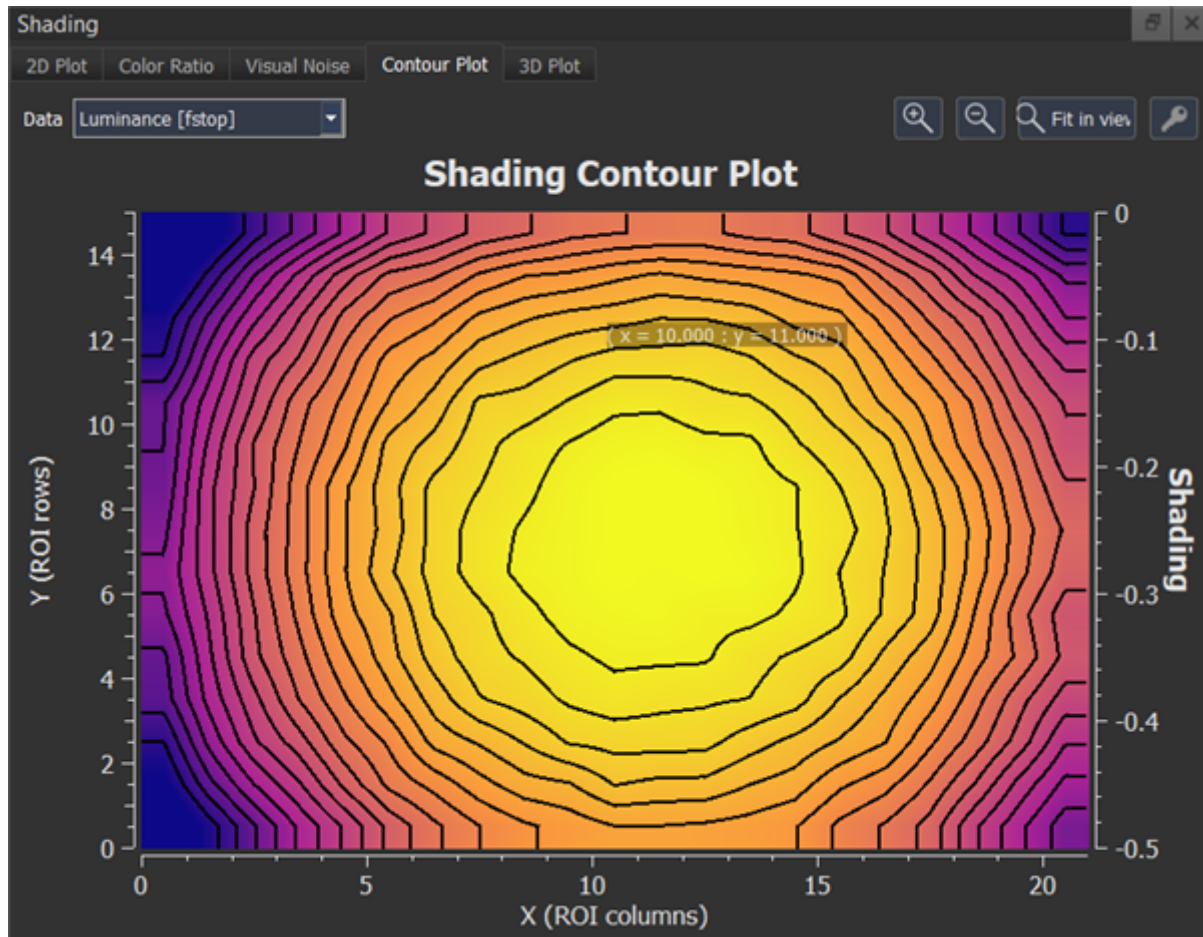 Shading
2D Plot Color Ratio Visual Noise Contour Plot 3D Plot
Data Luminance [fstop] Fit in view
Shading Contour Plot
14
12
10
8
6
4
2
0
Y (ROI rows)
( x = 10.000 : y = 11.000 )
0
-0.1
-0.2
-0.3
-0.4
-0.5
Shading
0 5 10 15 20
X (ROI columns)